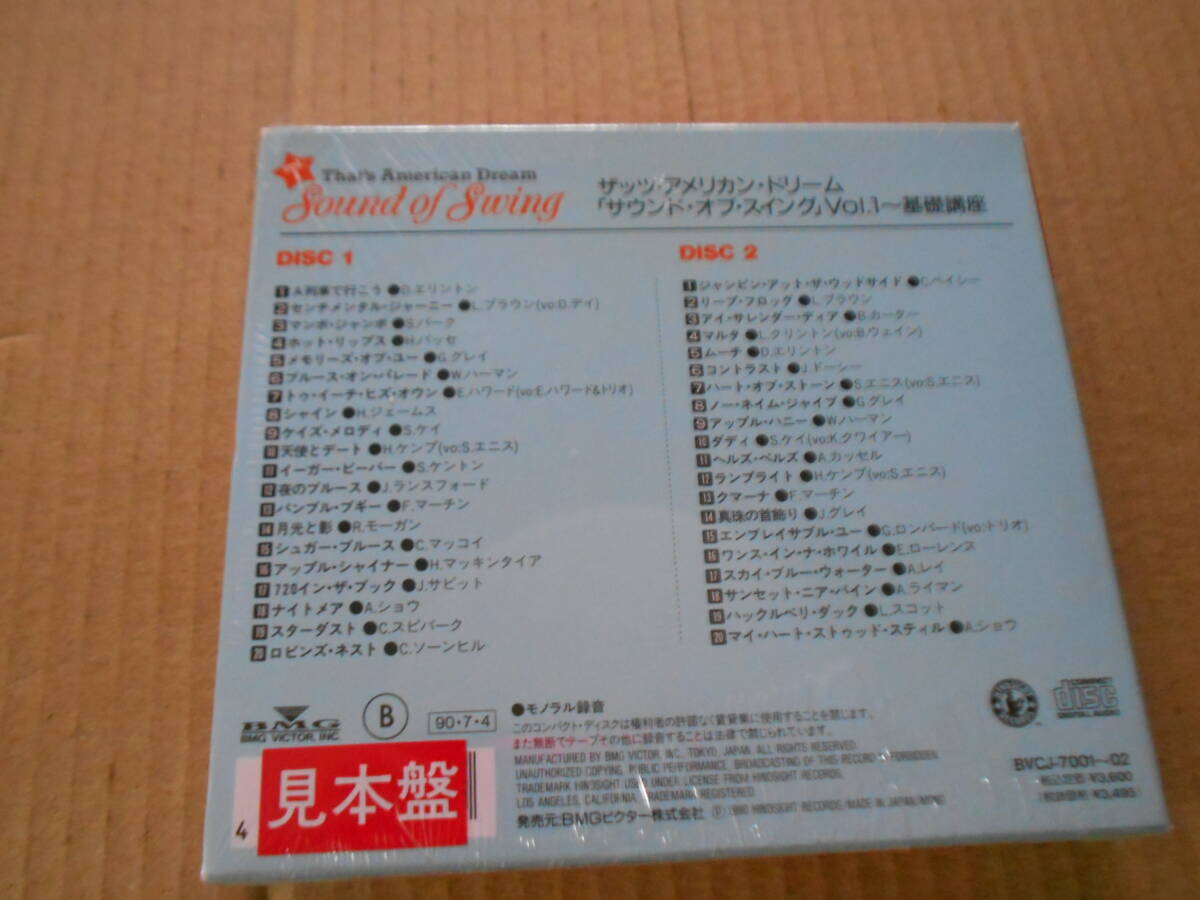 That's American Dream
Sound of Swing
ザッツ・アメリカン・ドリーム
「サウンド・オブ・スイング」Vol.1〜基礎講座
DISC 1
1 A列車で行こう●D.エリントン
2 センチメンタル・ジャーニー●L.ブラウン(vo:D.デイ)
3 マンボ・ジャンボ●S.バーク
4 ホット・リップス●H.バッセ
5 メモリーズ・オブ・ユー●G.グレイ
6 ブルース・オン・パレード●W.ハーマン
7 トゥ・イーチ・ヒズ・オウン●E.ハワード(vo:E.ハワード&トリオ)
8 シャイン●H.ジェームス
9 ケイズ・メロディ●S.ケイ
10 天使とデート●H.ケンプ(vo:S.エニス)
11 イーガー・ビーバー●S.ケントン
12 夜のブルース●J.ランスフォード
13 バンブル・ブギー●F.マーチン
14 月光と影●R.モーガン
15 シュガー・ブルース●C.マッコイ
16 アップル・シャイナー●H.マッキンタイア
17 720イン・ザ・ブック●J.サビット
18 ナイトメア●A.ショウ
19 スターダスト●C.スピバーク
20 ロビンズ・ネスト●C.ソーンヒル
DISC 2
1 ジャンピン・アット・ザ・ウッドサイド●C.ベイシー
2 リープ・フロッグ●L.ブラウン
3 アイ・サレンダー・ディア●B.カーター
4 マルタ●L.クリントン(vo:B.ウェイン)
5 ムーチ●D.エリントン
6 コントラスト●J.ドーシー
7 ハート・オブ・ストーン●S.エニス(vo:S.エニス)
8 ノー・ネイム・ジャイブ●G.グレイ
9 アップル・ハニー●W.ハーマン
10 ダディ●S.ケイ(vo:K.クワイアー)
11 ヘルズ・ベルズ●A.カッセル
12 ランプライト●H.ケンプ(vo:S.エニス)
13 クマーナ●F.マーチン
14 真珠の首飾り●J.グレイ
15 エンブレイサブル・ユー●G.ロンバード(vo:トリオ)
16 ワンス・イン・ナ・ホワイル●E.ローレンス
17 スカイ・ブルー・ウォーター●A.レイ
18 サンセット・ニア・パイン●A.ライマン
19 ハックルベリ・ダック●L.スコット
20 マイ・ハート・ストゥッド・スティル●A.ショウ
BMG
BMG VICTOR, INC.
B
90・7・4
●モノラル録音
このコンパクト・ディスクは権利者の許諾なく賃貸業に使用することを禁じます。
また無断でテープその他に録音することは法律で禁じられています。
MANUFACTURED BY BMG VICTOR, INC. TOKYO, JAPAN. ALL RIGHTS RESERVED.
UNAUTHORIZED COPYING, PUBLIC PERFORMANCE, BROADCASTING OF THIS RECORD FORBIDDEN.
TRADEMARK HINDSIGHT USED UNDER LICENSE FROM HINDSIGHT RECORDS,
LOS ANGELES, CALIFORNIA. TRADEMARK REGISTERED.
発売元:BMGビクター株式会社 Ⓟ 1990 HINDSIGHT RECORDS/MADE IN JAPAN/MONO
COMPACT
disc
DIGITAL AUDIO
BVCJ-7001〜02
税込定価 ¥3,600
税抜価格 ¥3,495
4
見本盤